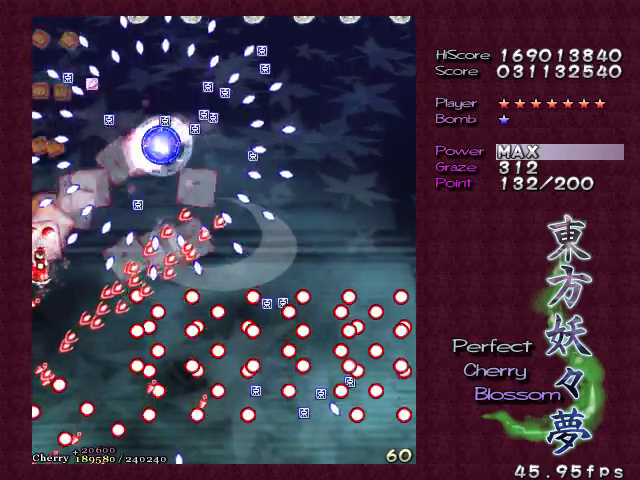 HiScore 169013840
Score 031132540
Player ★★★★★★★
Bomb ★
Power MAX
Graze 312
Point 132/200
東方妖々夢
Perfect
Cherry
Blossom
+20600
Cherry 189580/240240
60
45.95fps